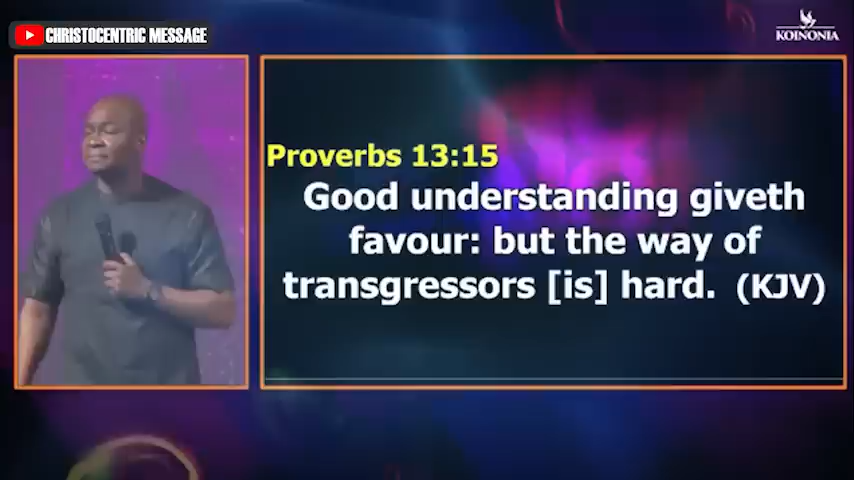 CHRISTOCENTRIC MESSAGE
KOINONIA
Proverbs 13:15
Good understanding giveth
favour: but the way of
transgressors [is] hard. (KJV)